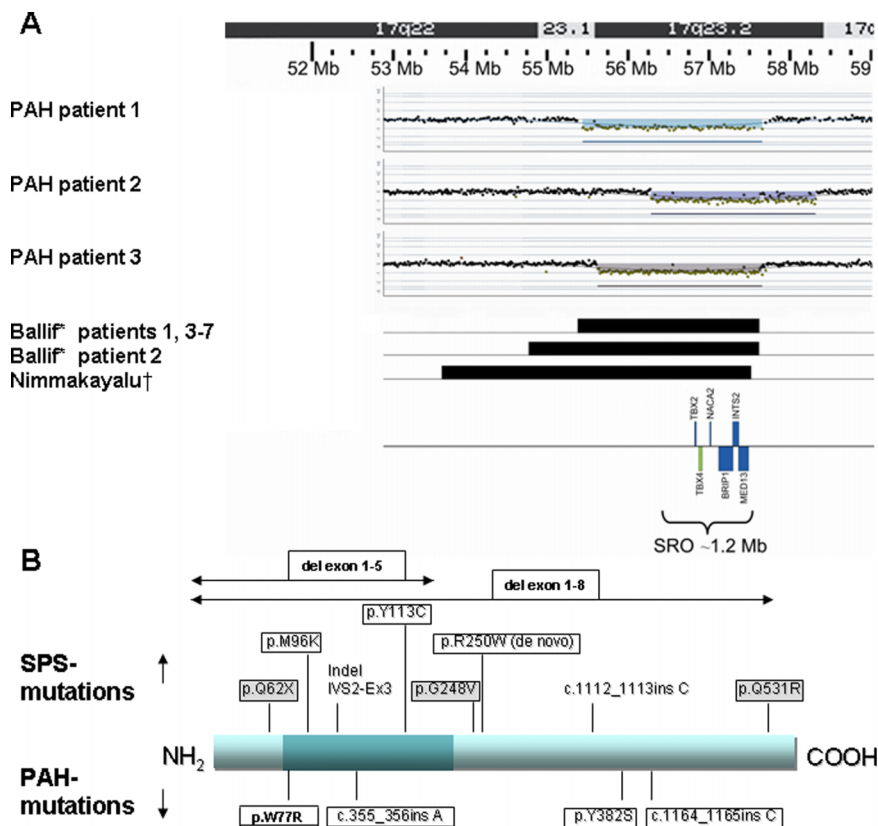 A
17q22 23.1 17q23.2 17q
52 Mb 53 Mb 54 Mb 55 Mb 56 Mb 57 Mb 58 Mb 59
PAH patient 1
PAH patient 2
PAH patient 3
Ballif* patients 1, 3-7
Ballif* patient 2
Nimmakayalu†
TBX2 NACA2 INTS2
TBX4 BRIP1 MED13
SRO ~1.2 Mb
B
del exon 1-5
del exon 1-8
p.Y113C
p.M96K p.R250W (de novo)
SPS-
mutations
Indel
IVS2-Ex3
c.1112_1113ins C
p.Q62X p.G248V p.Q531R
NH2 COOH
PAH-
mutations
p.W77R c.355_356ins A p.Y382S c.1164_1165ins C